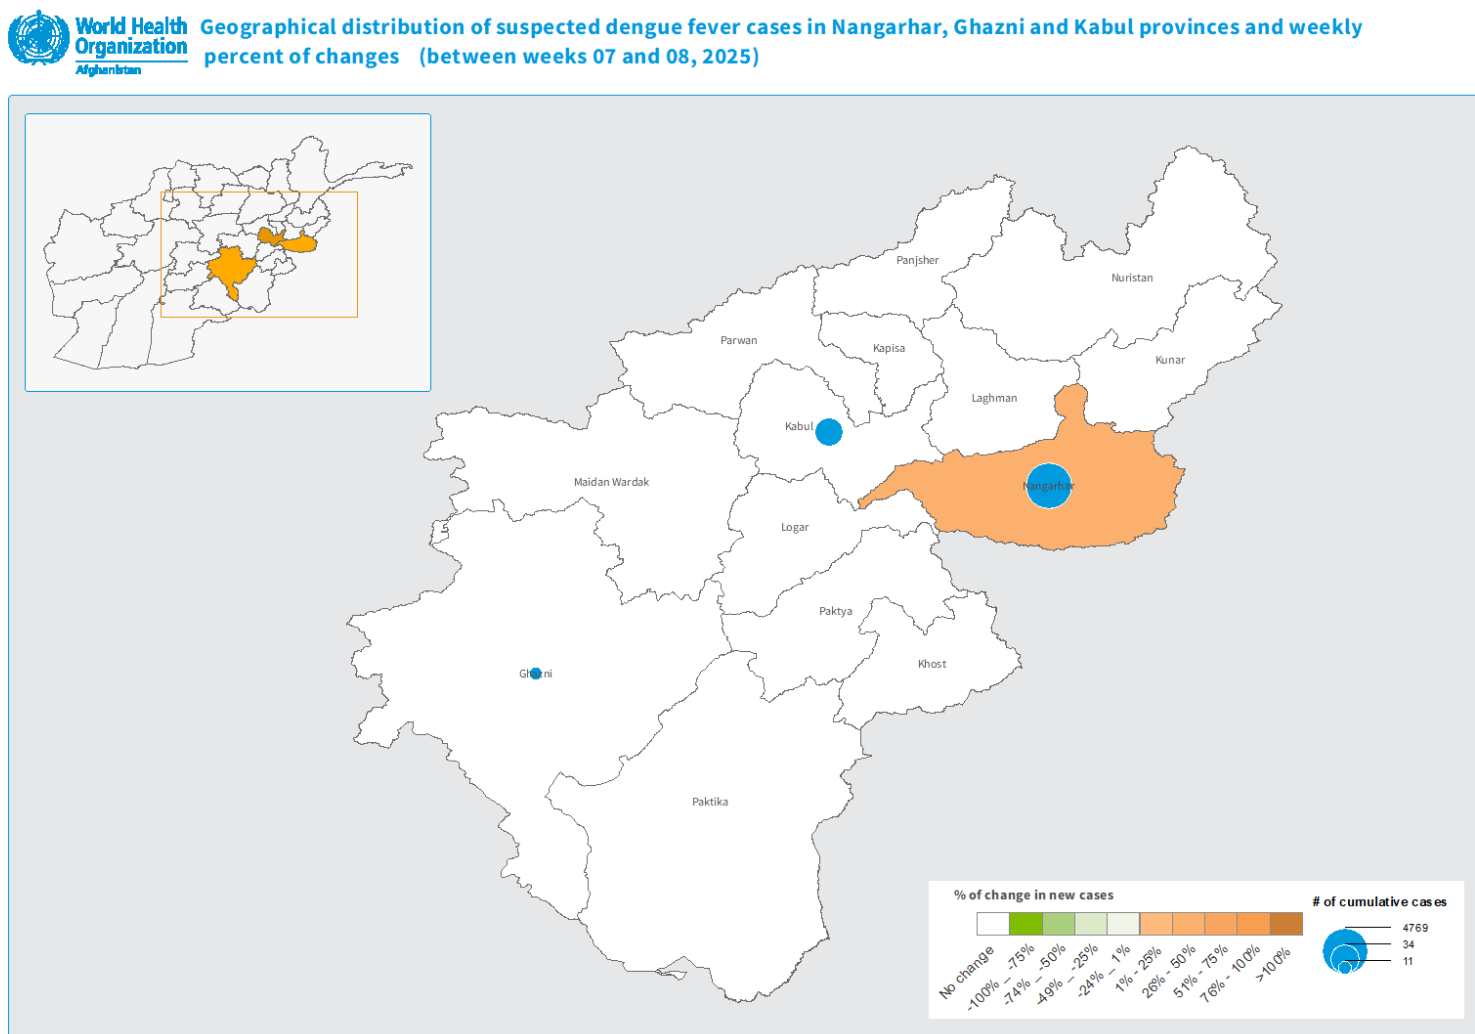 World Health
Organization
Afghanistan
Geographical distribution of suspected dengue fever cases in Nangarhar, Ghazni and Kabul provinces and weekly
percent of changes (between weeks 07 and 08, 2025)
Panjsher
Nuristan
Parwan
Kapisa
Kunar
Laghman
Kabul
Maidan Wardak
Nangarhar
Logar
Paktya
Khost
Ghazni
Paktika
% of change in new cases
No change
-100% _ -75%
-74% _ -50%
-49% _ -25%
-24% _ 1%
1% - 25%
26% - 50%
51% - 75%
76% - 100%
>100%
# of cumulative cases
4769
34
11